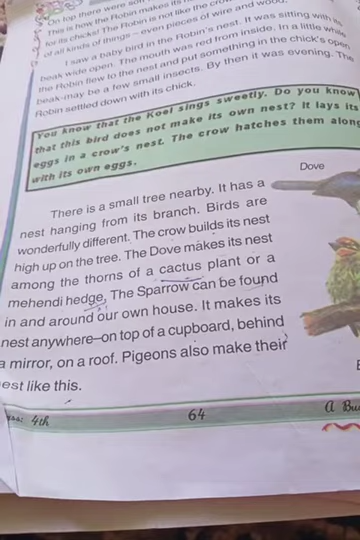 On top there were soft
This is how the Robin makes its
for its chicks! The Robin is not like the crow
of all kinds of things – even pieces of wire and wood.
I saw a baby bird in the Robin's nest. It was sitting with its
beak wide open. The mouth was red from inside. In a little while
the Robin flew to the nest and put something in the chick's open
beak-may be a few small insects. By then it was evening. The
Robin settled down with its chick.
You know that the Koel sings sweetly. Do you know
that this bird does not make its own nest? It lays its
eggs in a crow's nest. The crow hatches them along
with its own eggs.
Dove
There is a small tree nearby. It has a
nest hanging from its branch. Birds are
wonderfully different. The crow builds its nest
high up on the tree. The Dove makes its nest
among the thorns of a cactus plant or a
mehendi hedge. The Sparrow can be found
in and around our own house. It makes its
nest anywhere–on top of a cupboard, behind
a mirror, on a roof. Pigeons also make their
est like this.
4th
64
A Bu